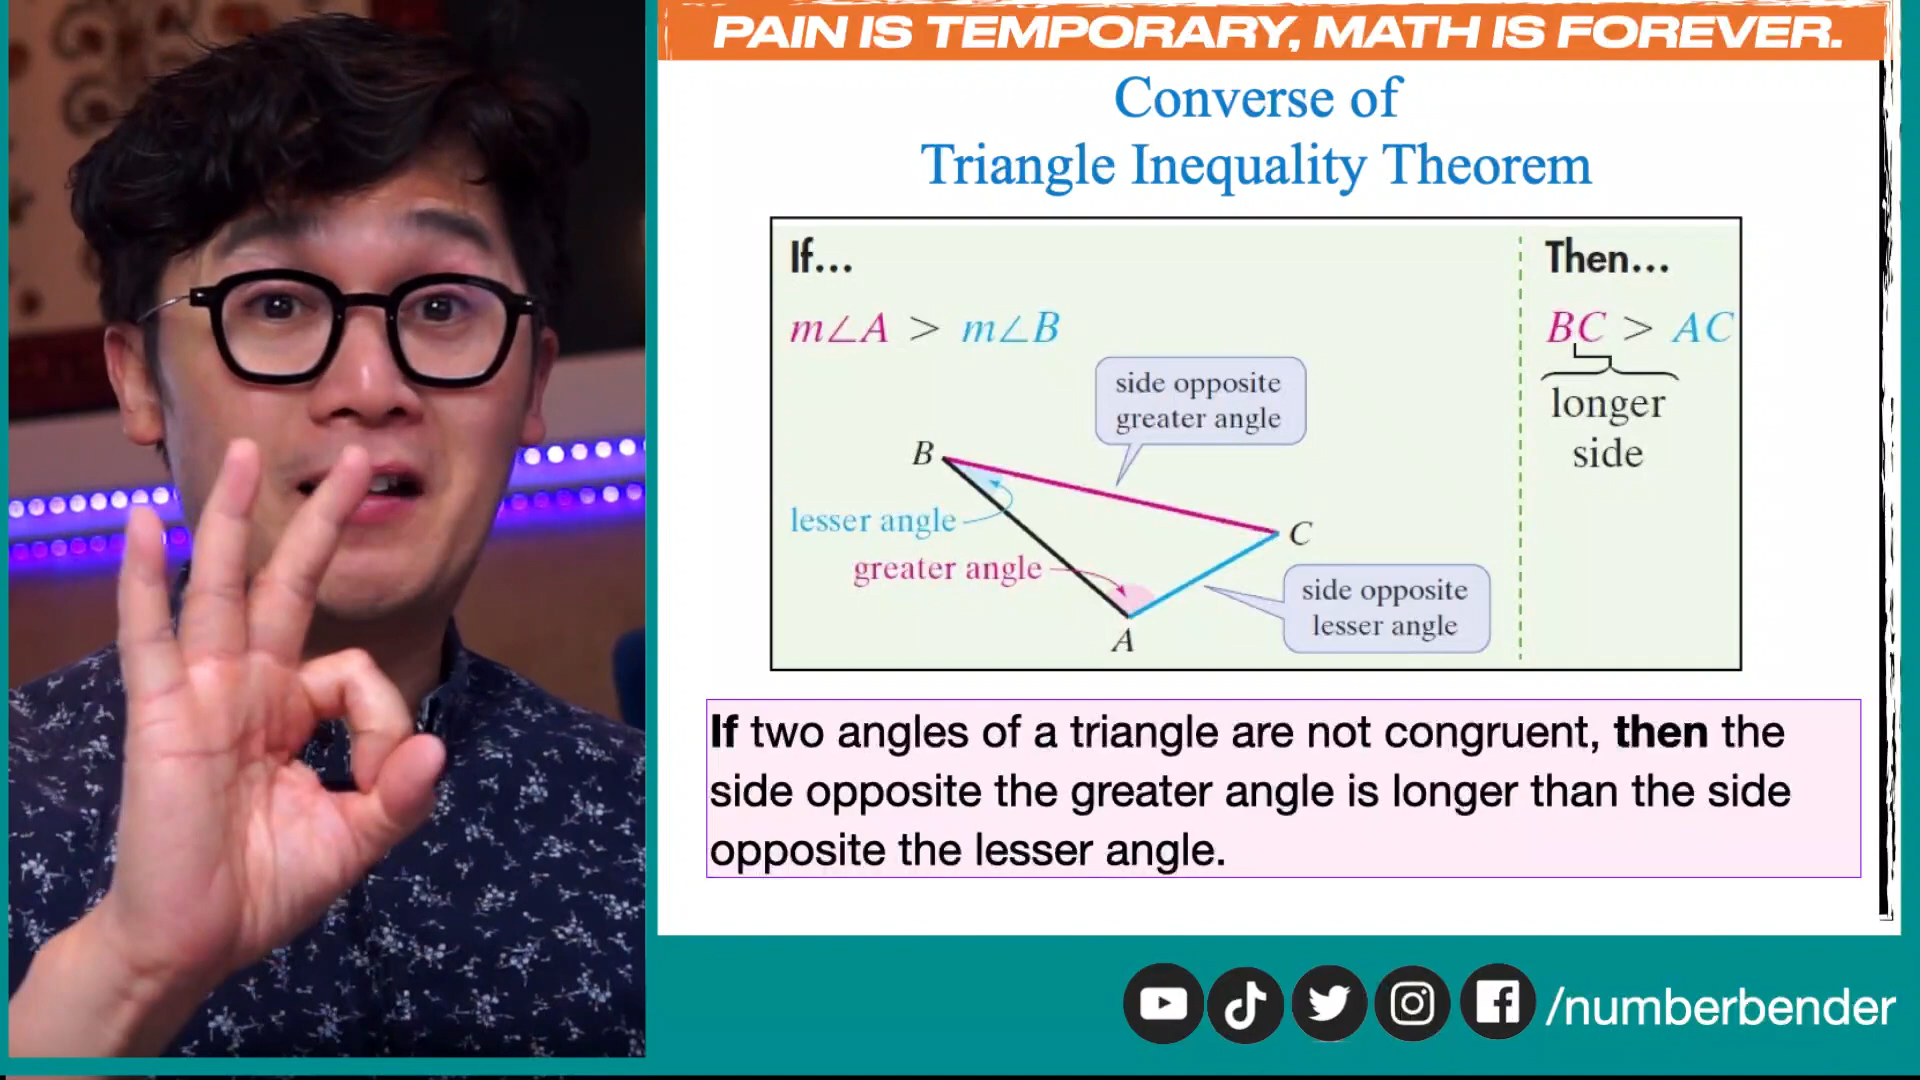 PAIN IS TEMPORARY, MATH IS FOREVER.
Converse of
Triangle Inequality Theorem
If...
m∠A > m∠B
Then...
BC > AC
longer
side
side opposite
greater angle
B
lesser angle
greater angle
C
side opposite
lesser angle
A
If two angles of a triangle are not congruent, then the
side opposite the greater angle is longer than the side
opposite the lesser angle.
/numberbender